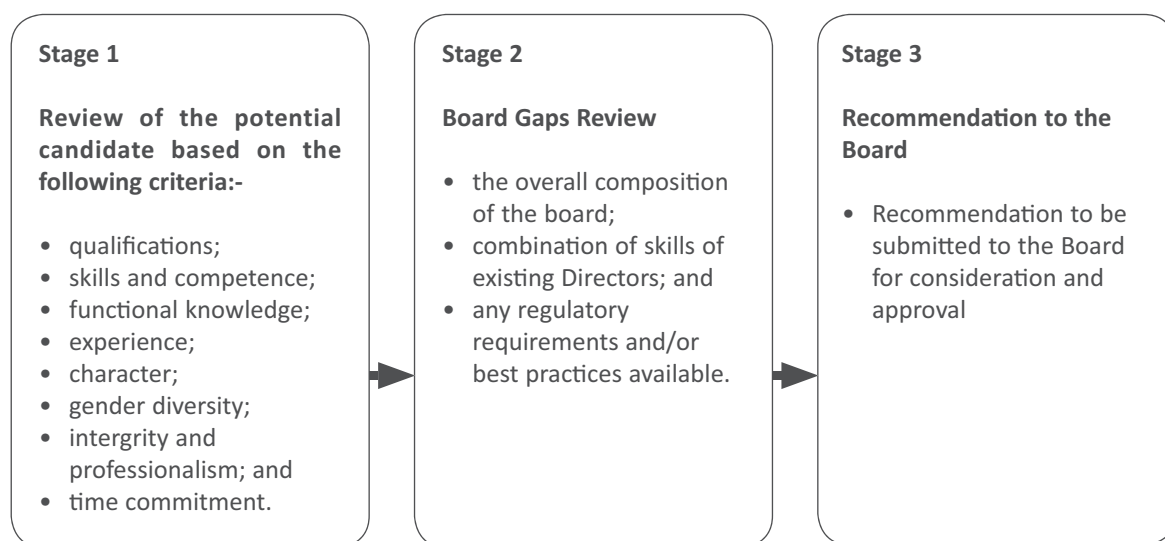 Stage 1
Review of the potential
candidate based on the
following criteria:-
• qualifications;
• skills and competence;
• functional knowledge;
• experience;
• character;
• gender diversity;
• intergrity and
professionalism; and
• time commitment.
Stage 2
Board Gaps Review
• the overall composition
of the board;
• combination of skills of
existing Directors; and
• any regulatory
requirements and/or
best practices available.
Stage 3
Recommendation to the
Board
• Recommendation to be
submitted to the Board
for consideration and
approval